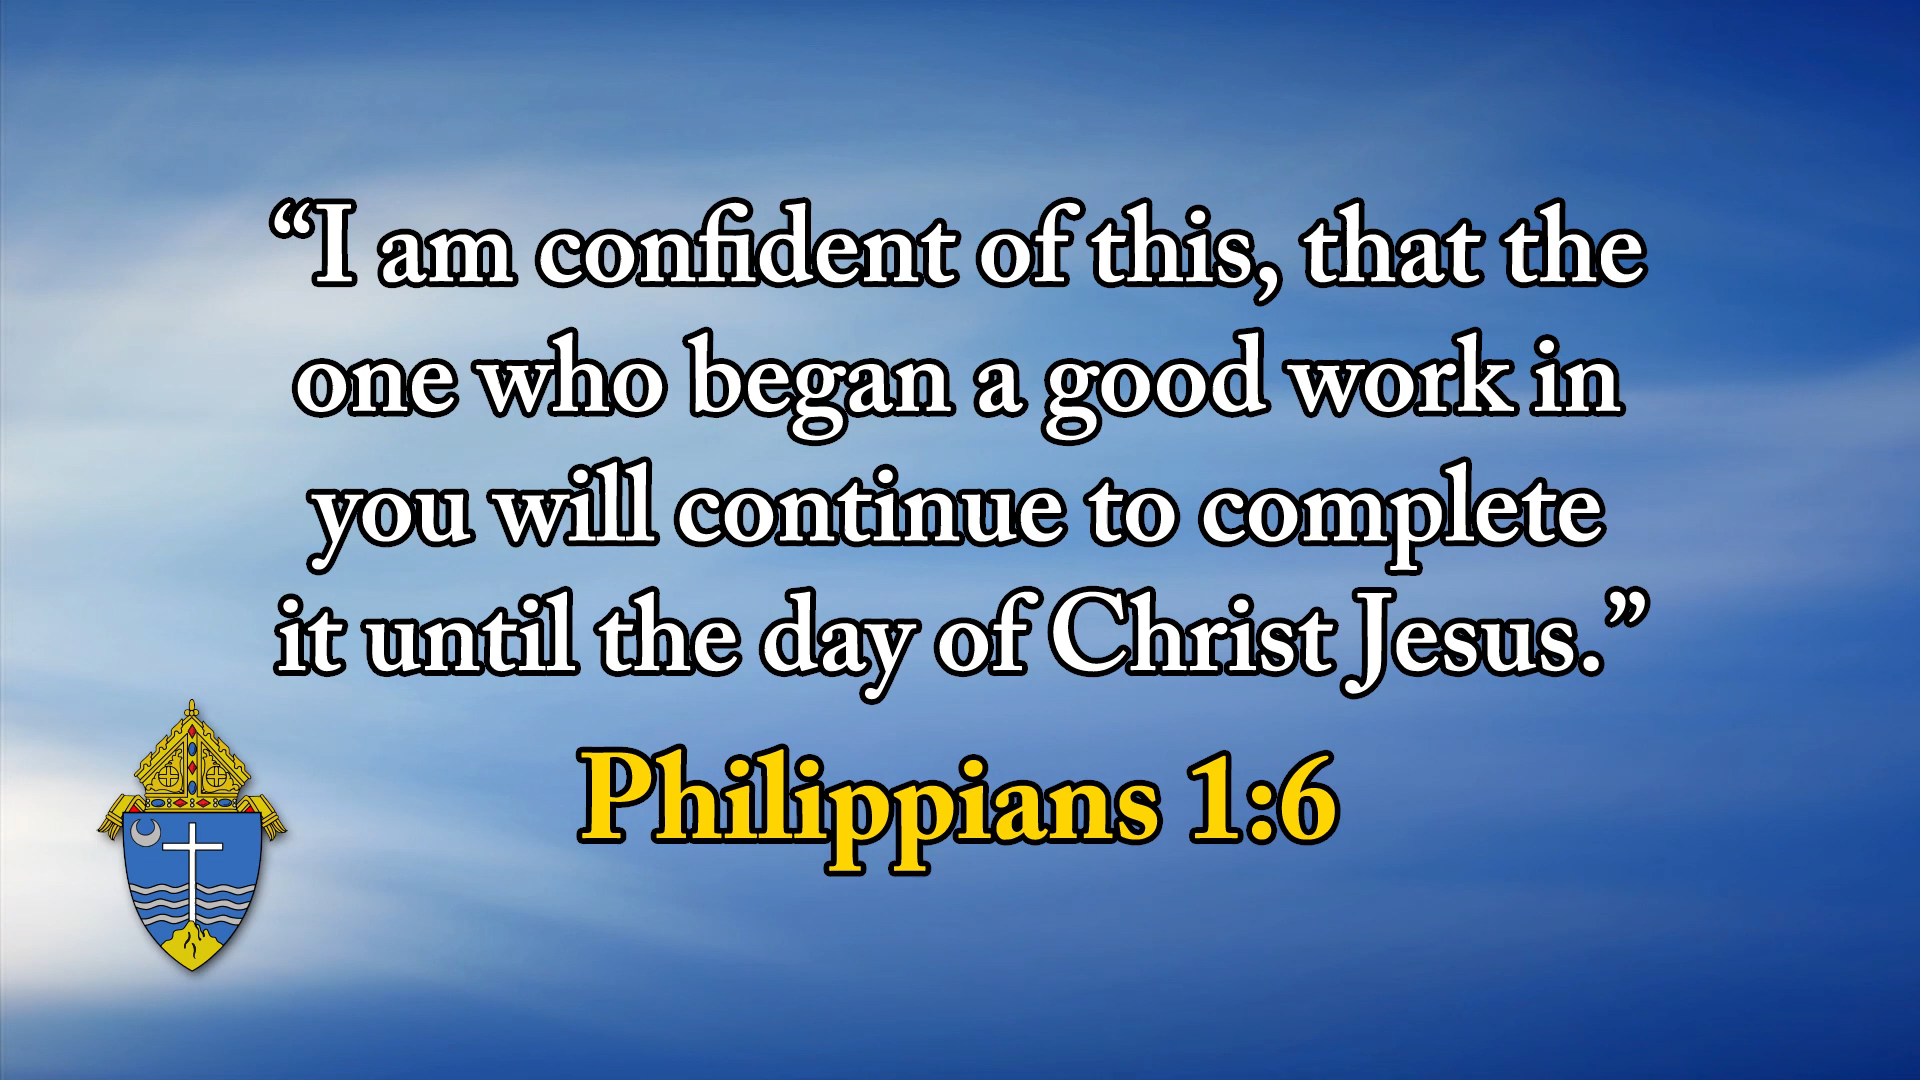 “I am confident of this, that the
one who began a good work in
you will continue to complete
it until the day of Christ Jesus.”
Philippians 1:6